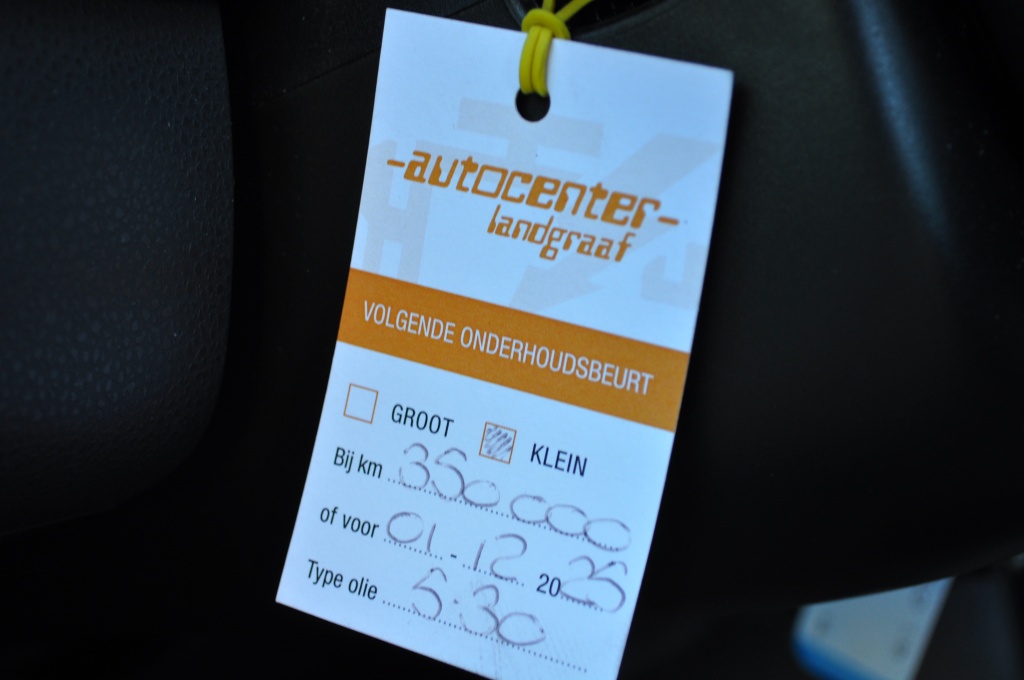 -autocenter-
landgraaf
VOLGENDE ONDERHOUDSBEURT
GROOT KLEIN
Bij km 350 000
of voor 01-12 2025
Type olie 5.30